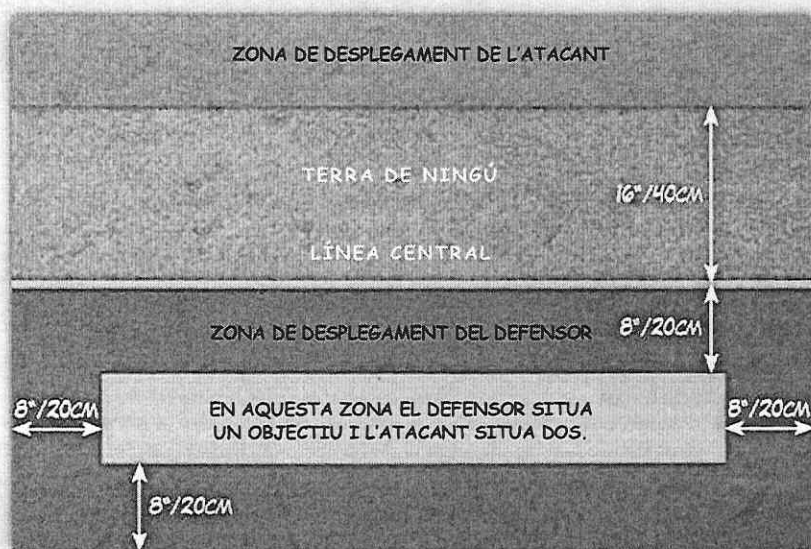 ZONA DE DESPLEGAMENT DE L'ATACANT
TERRA DE NINGÚ
16"/40CM
LÍNEA CENTRAL
ZONA DE DESPLEGAMENT DEL DEFENSOR
8"/20CM
8"/20CM
EN AQUESTA ZONA EL DEFENSOR SITUA
UN OBJECTIU I L'ATACANT SITUA DOS.
8"/20CM
8"/20CM